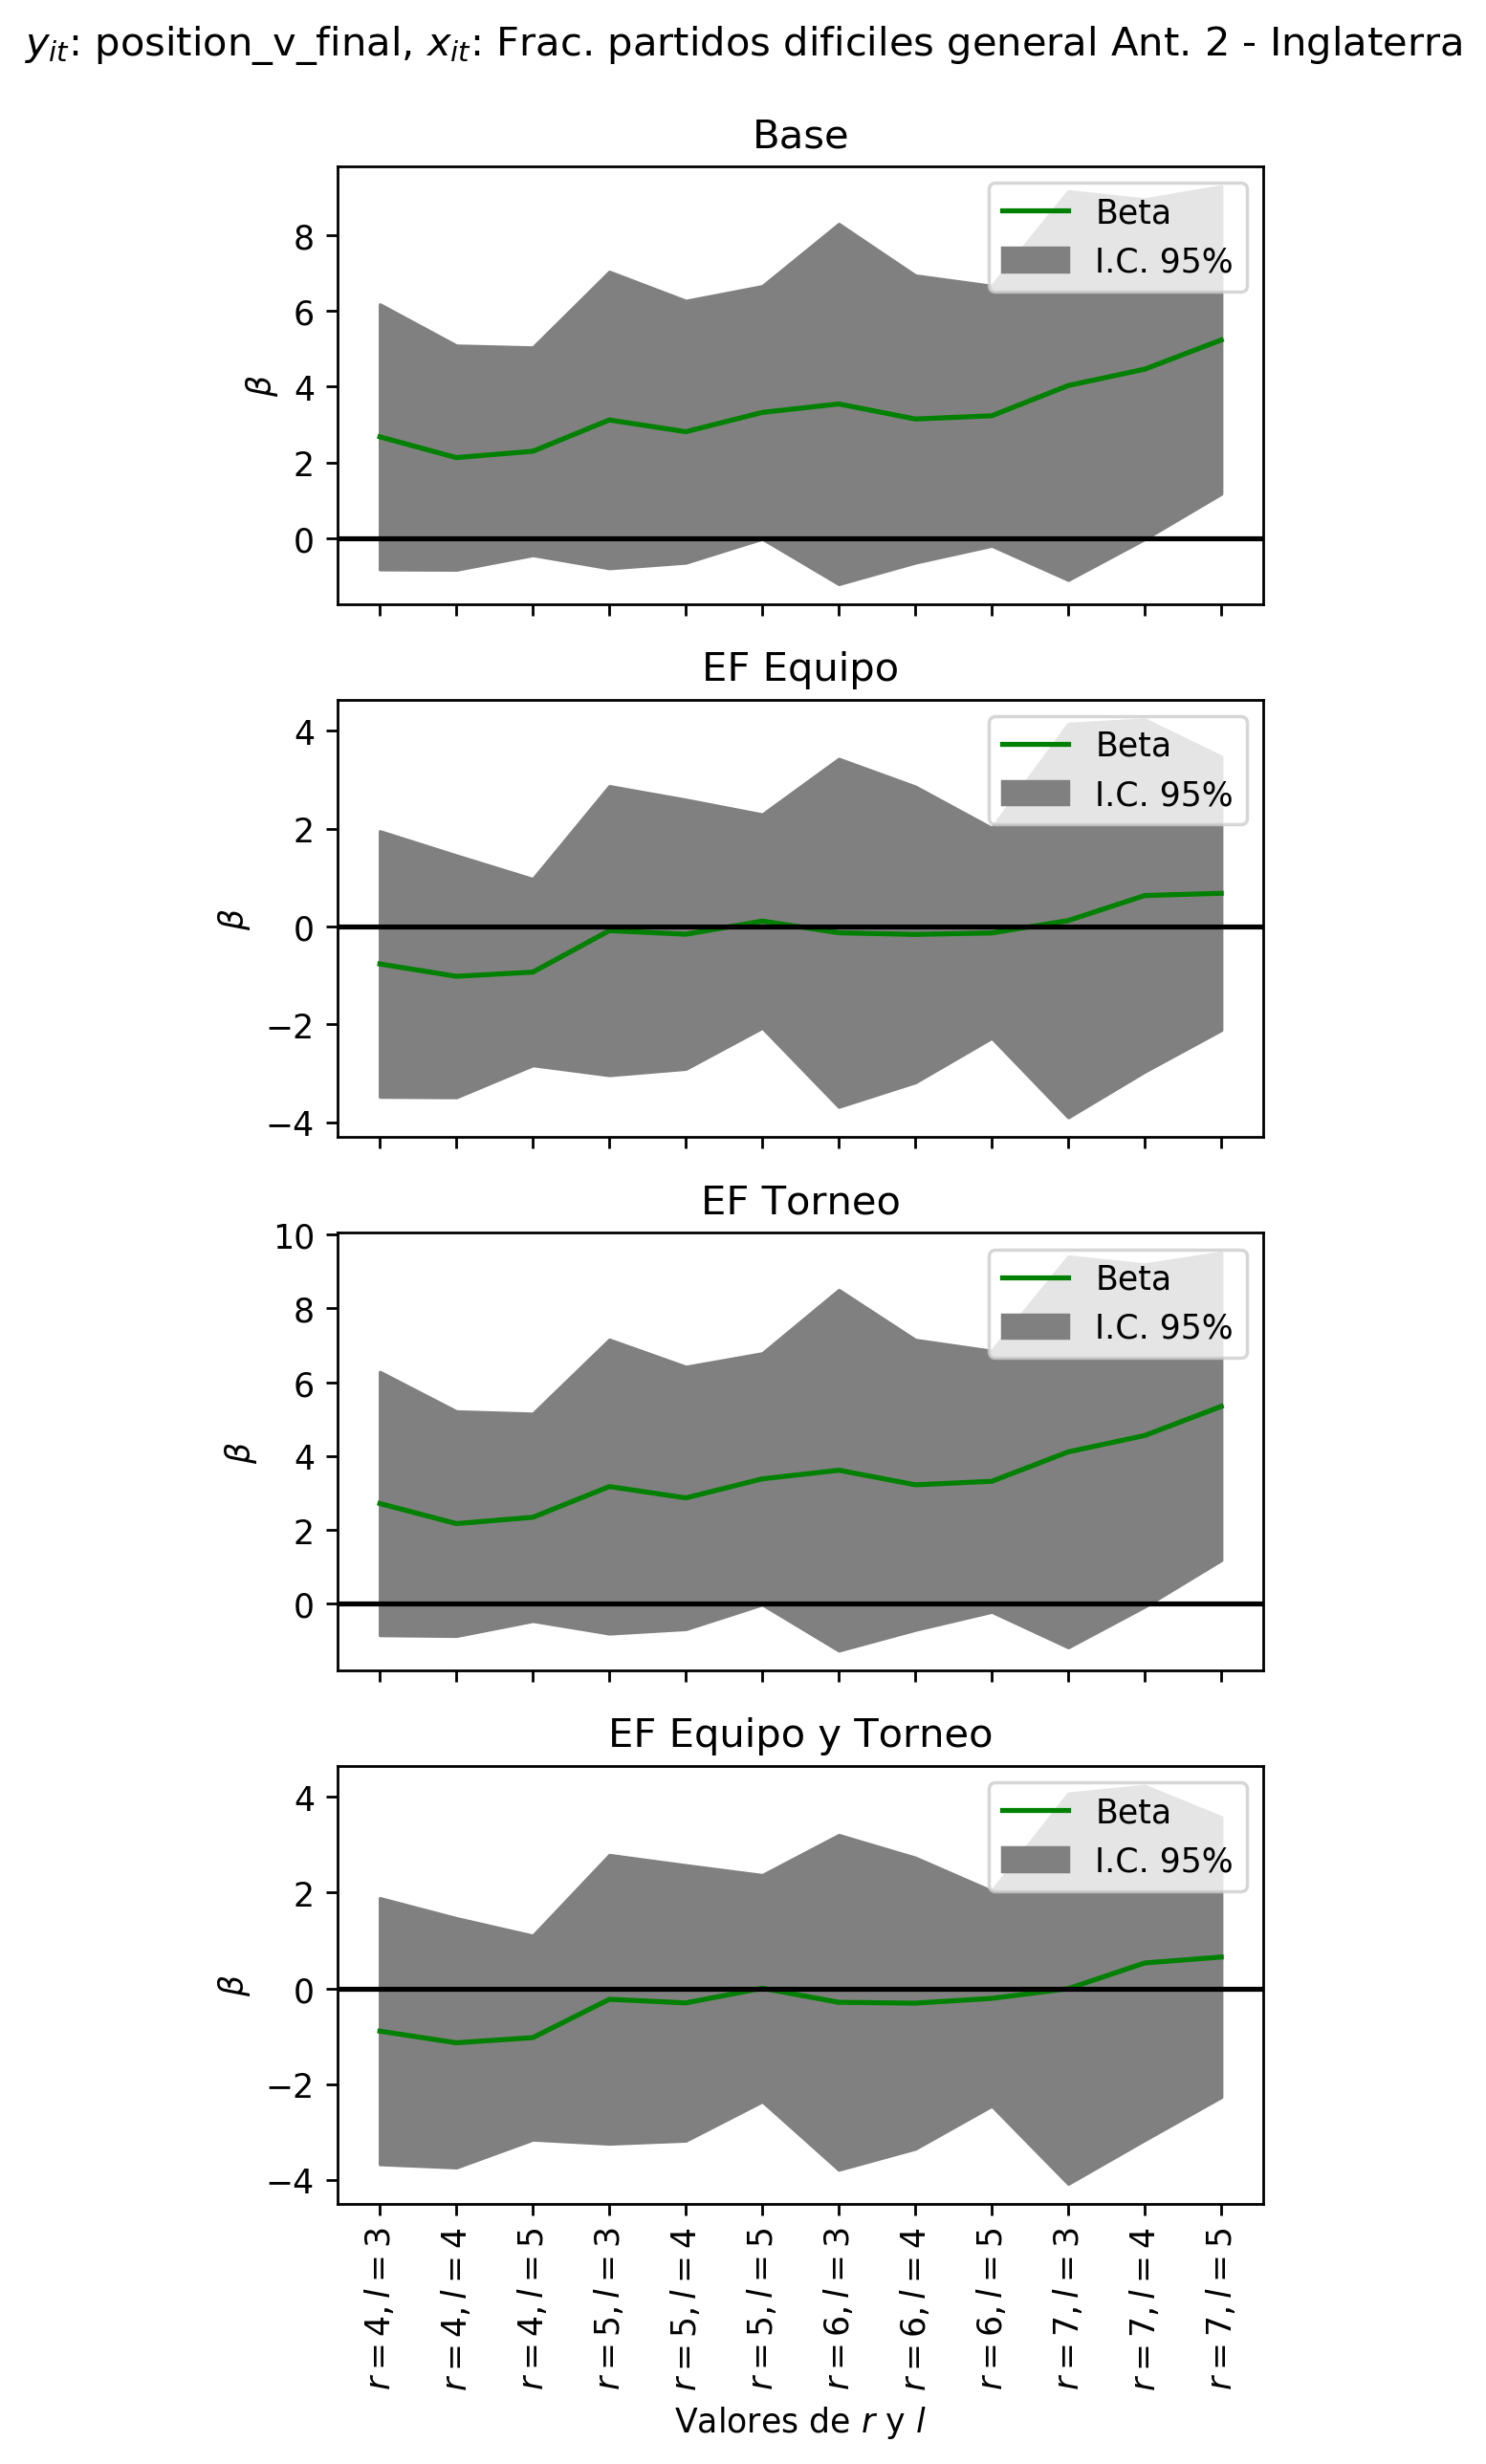 y_it: position_v_final, x_it: Frac. partidos dificiles general Ant. 2 - Inglaterra
Base
Beta
I.C. 95%
8
6
4
2
0
β
EF Equipo
Beta
I.C. 95%
4
2
0
−2
−4
β
EF Torneo
Beta
I.C. 95%
10
8
6
4
2
0
β
EF Equipo y Torneo
Beta
I.C. 95%
4
2
0
−2
−4
β
r = 4, l = 3
r = 4, l = 4
r = 4, l = 5
r = 5, l = 3
r = 5, l = 4
r = 5, l = 5
r = 6, l = 3
r = 6, l = 4
r = 6, l = 5
r = 7, l = 3
r = 7, l = 4
r = 7, l = 5
Valores de r y l